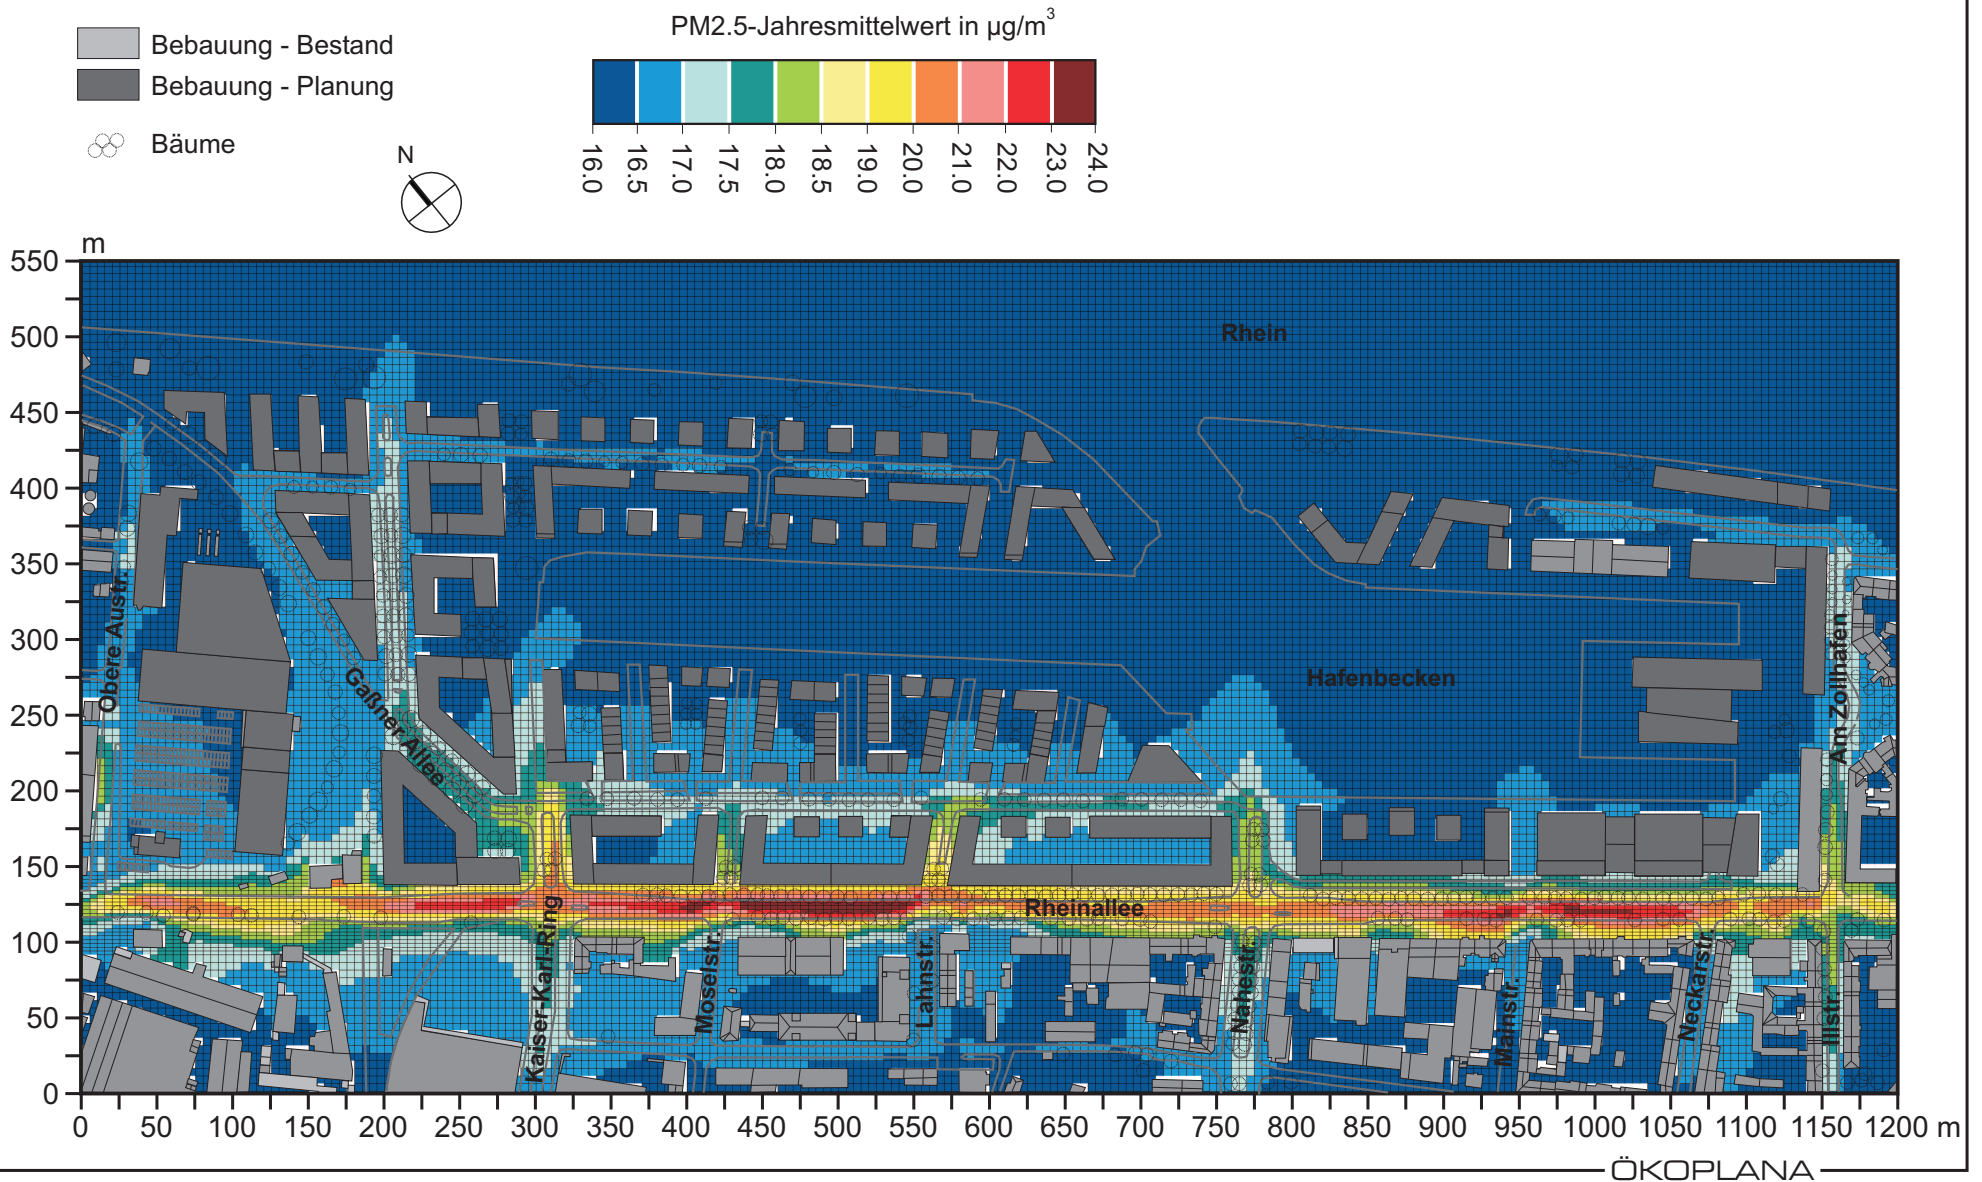 PM2.5-Jahresmittelwert in µg/m³
Bebauung - Bestand
Bebauung - Planung
Bäume
N
16.0 16.5 17.0 17.5 18.0 18.5 19.0 20.0 21.0 22.0 23.0 24.0
m
550
500
450
400
350
300
250
200
150
100
50
0
Rhein
Hafenbecken
Obere Austr.
Gaßner Allee
Am Zollhafen
Rheinallee
Kaiser-Karl-Ring
Moselstr.
Lahnstr.
Nahestr.
Mainstr.
Neckarstr.
Illstr.
0 50 100 150 200 250 300 350 400 450 500 550 600 650 700 750 800 850 900 950 1000 1050 1100 1150 1200 m
ÖKOPLANA